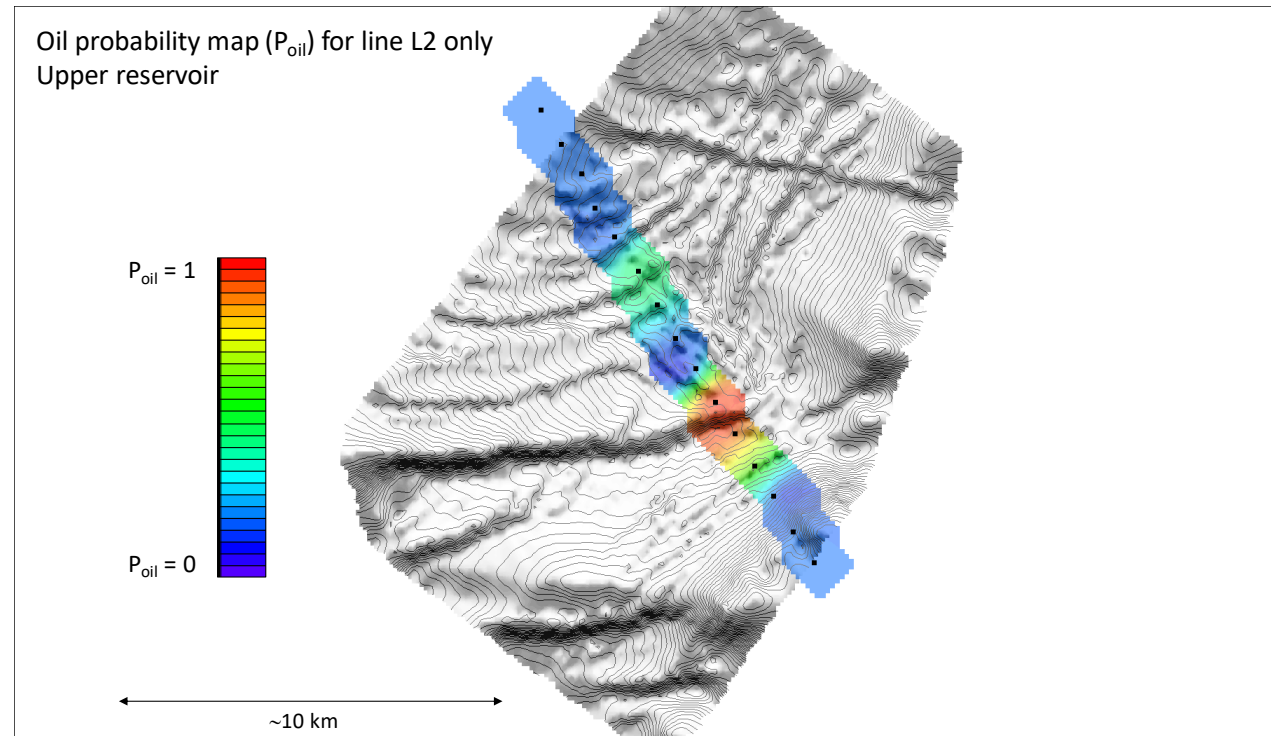 Oil probability map (Poil) for line L2 only
Upper reservoir
Poil = 1
Poil = 0
~10 km